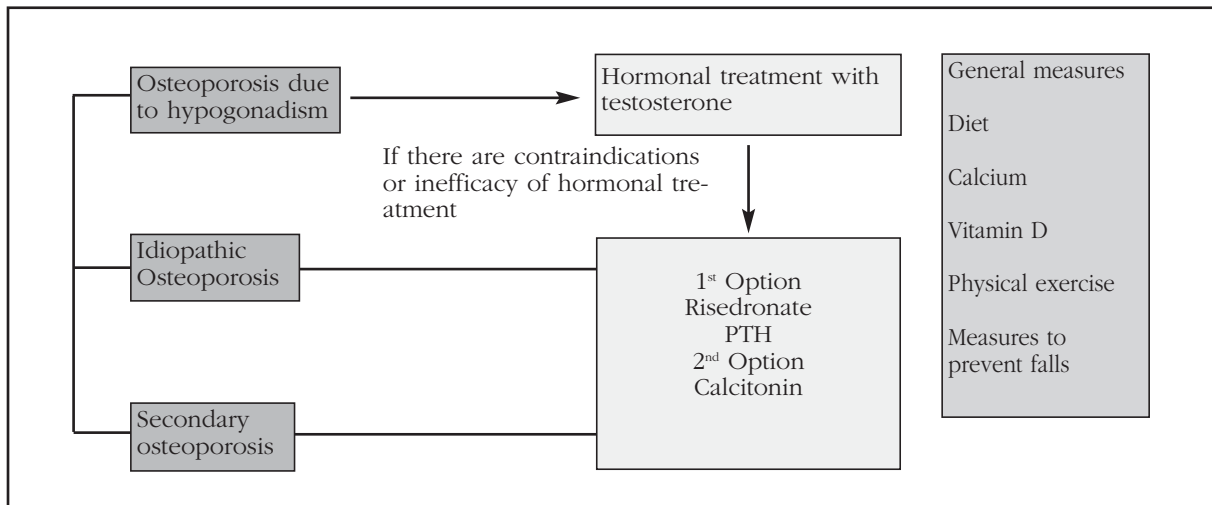 Osteoporosis due
to hypogonadism
Hormonal treatment with
testosterone
If there are contraindications
or inefficacy of hormonal tre-
atment
Idiopathic
Osteoporosis
1st Option
Risedronate
PTH
2nd Option
Calcitonin
Secondary
osteoporosis
General measures
Diet
Calcium
Vitamin D
Physical exercise
Measures to
prevent falls